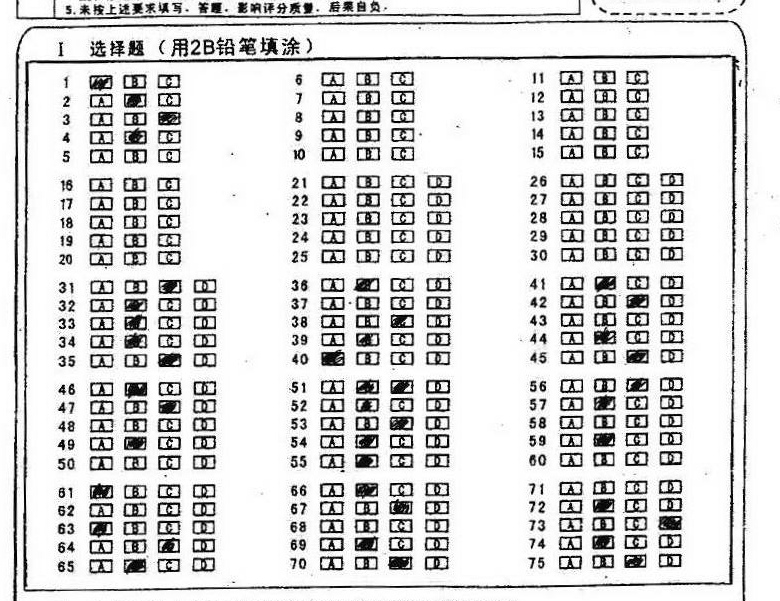 5.未按上述要求填写、答题,影响评分质量,后果自负。
I 选择题(用2B铅笔填涂)
1 B C 6 A B C 11 A B C
2 A C 7 A B C 12 A B C
3 A B 8 A B C 13 A B C
4 A C 9 A B C 14 A B C
5 A B C 10 A B C 15 A B C
16 A B C 21 A B C D 26 A B C D
17 A B C 22 A B C D 27 A B C D
18 A B C 23 A B C D 28 A B C D
19 A B C 24 A B C D 29 A B C D
20 A B C 25 A B C D 30 A B C D
31 A B D 36 A C D 41 A C D
32 A C D 37 A B C D 42 A B D
33 A C D 38 A B D 43 A B C D
34 A C D 39 A C D 44 A C D
35 A B D 40 B C D 45 A B D
46 A C D 51 A D 56 A B D
47 A B D 52 A C D 57 A C D
48 A B C D 53 A B D 58 A B C D
49 A C D 54 A C D 59 A C D
50 A B C D 55 A C D 60 A B C D
61 B C D 66 A C D 71 A B C D
62 A B C D 67 A B D 72 A C D
63 B C D 68 A B C D 73 A B C
64 A B D 69 A C D 74 A C D
65 A C D 70 A B D 75 A B D